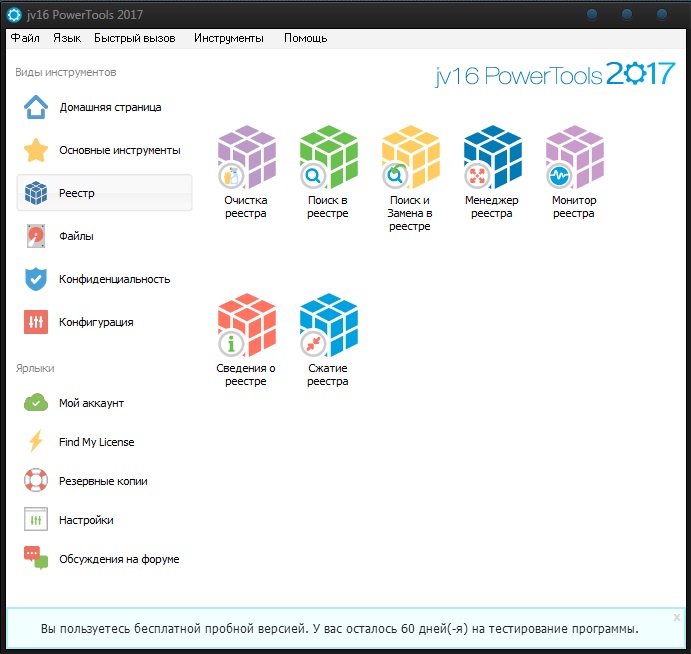 jv16 PowerTools 2017
Файл Язык Быстрый вызов Инструменты Помощь
Виды инструментов
jv16 PowerTools 2017
Домашняя страница
Основные инструменты
Реестр
Файлы
Конфиденциальность
Конфигурация
Ярлыки
Мой аккаунт
Find My License
Резервные копии
Настройки
Обсуждения на форуме
Очистка
реестра
Поиск в
реестре
Поиск и
Замена в
реестре
Менеджер
реестра
Монитор
реестра
Сведения о
реестре
Сжатие
реестра
x
Вы пользуетесь бесплатной пробной версией. У вас осталось 60 дней(-я) на тестирование программы.